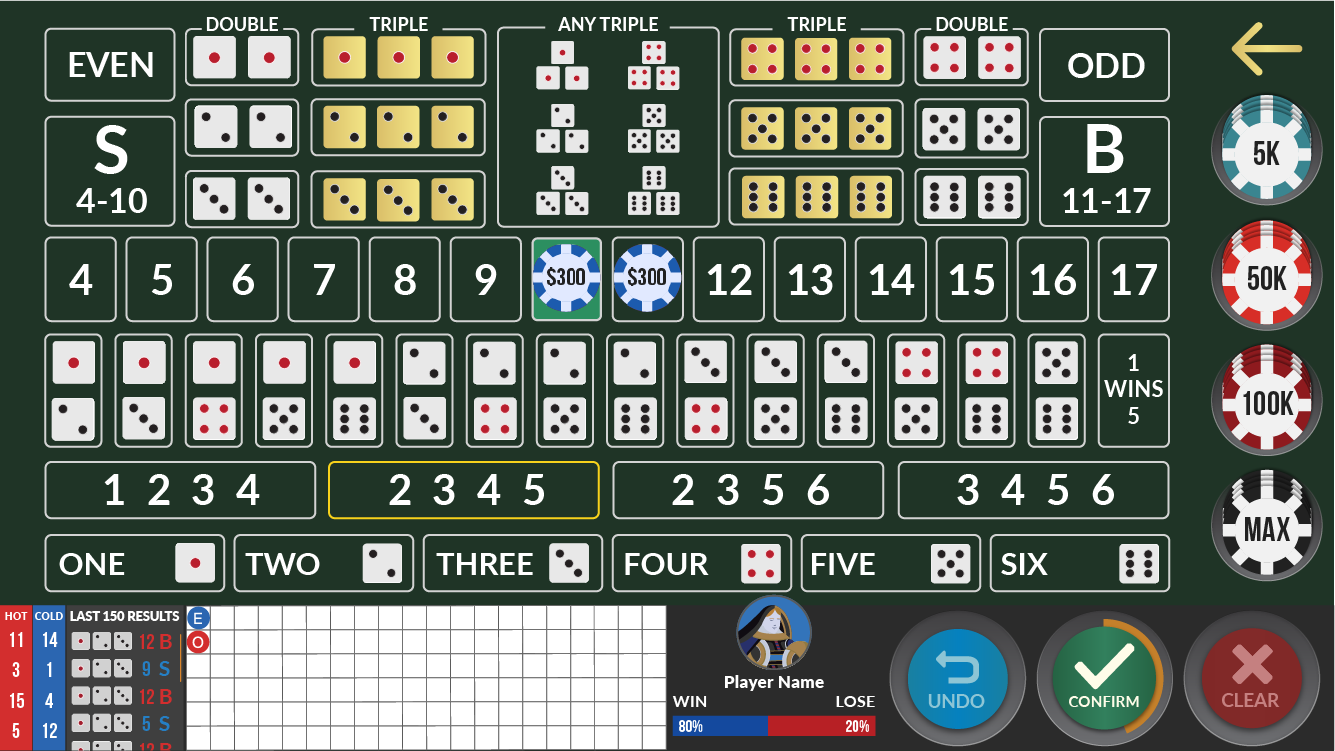 DOUBLE TRIPLE ANY TRIPLE TRIPLE DOUBLE
EVEN
ODD
S
4-10
B
11-17
5K
4 5 6 7 8 9 $300 $300 12 13 14 15 16 17
50K
1
WINS
5
100K
1 2 3 4
2 3 4 5
2 3 5 6
3 4 5 6
MAX
ONE TWO THREE FOUR FIVE SIX
HOT COLD LAST 150 RESULTS
11 14 12 B
3 1 9 S
15 4 12 B
5 12 5 S
12 B
E
O
Player Name
WIN LOSE
80% 20%
UNDO
CONFIRM
CLEAR